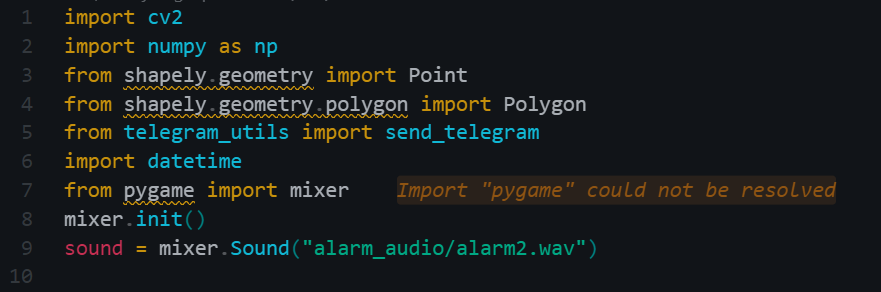 1 import cv2
2 import numpy as np
3 from shapely.geometry import Point
4 from shapely.geometry.polygon import Polygon
5 from telegram_utils import send_telegram
6 import datetime
7 from pygame import mixer Import "pygame" could not be resolved
8 mixer.init()
9 sound = mixer.Sound("alarm_audio/alarm2.wav")
10